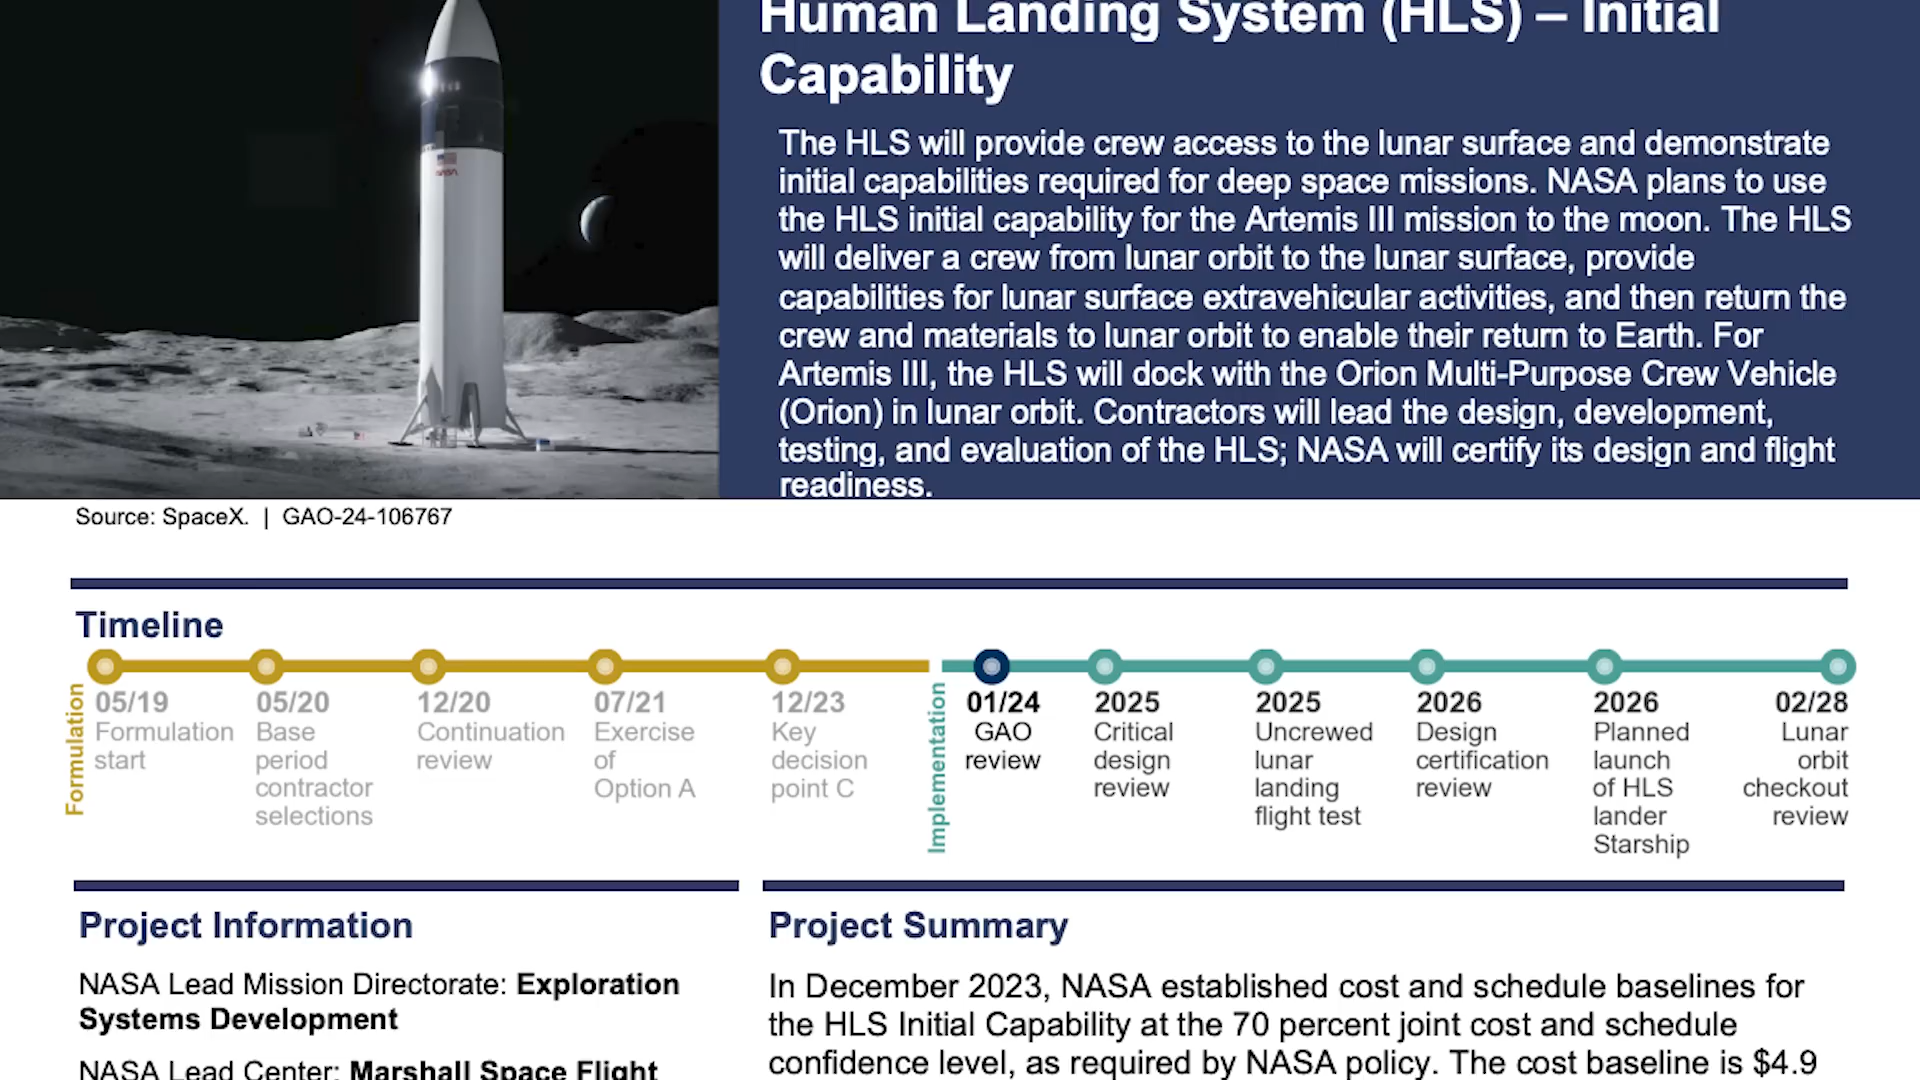 Human Landing System (HLS) – Initial
Capability
The HLS will provide crew access to the lunar surface and demonstrate
initial capabilities required for deep space missions. NASA plans to use
the HLS initial capability for the Artemis III mission to the moon. The HLS
will deliver a crew from lunar orbit to the lunar surface, provide
capabilities for lunar surface extravehicular activities, and then return the
crew and materials to lunar orbit to enable their return to Earth. For
Artemis III, the HLS will dock with the Orion Multi-Purpose Crew Vehicle
(Orion) in lunar orbit. Contractors will lead the design, development,
testing, and evaluation of the HLS; NASA will certify its design and flight
readiness.
NASA
Source: SpaceX. | GAO-24-106767
Timeline
Formulation
05/19
Formulation
start
05/20
Base
period
contractor
selections
12/20
Continuation
review
07/21
Exercise
of
Option A
12/23
Key
decision
point C
Implementation
01/24
GAO
review
2025
Critical
design
review
2025
Uncrewed
lunar
landing
flight test
2026
Design
certification
review
2026
Planned
launch
of HLS
lander
Starship
02/28
Lunar
orbit
checkout
review
Project Information
NASA Lead Mission Directorate: Exploration
Systems Development
NASA Lead Center: Marshall Space Flight
Project Summary
In December 2023, NASA established cost and schedule baselines for
the HLS Initial Capability at the 70 percent joint cost and schedule
confidence level, as required by NASA policy. The cost baseline is $4.9